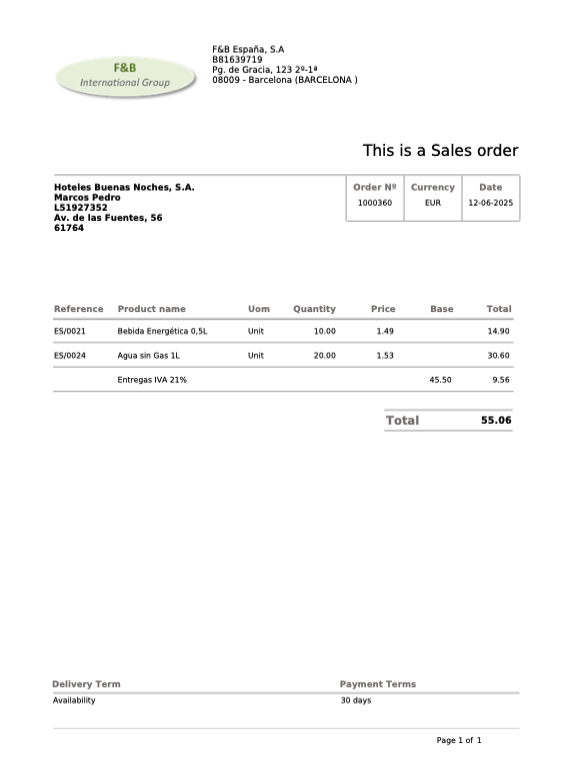 F&B
International Group
F&B España, S.A
B81639719
Pg. de Gracia, 123 2º-1ª
08009 - Barcelona (BARCELONA )
This is a Sales order
Hoteles Buenas Noches, S.A.
Marcos Pedro
L51927352
Av. de las Fuentes, 56
61764
Order Nº Currency Date
1000360 EUR 12-06-2025
Reference Product name Uom Quantity Price Base Total
ES/0021 Bebida Energética 0,5L Unit 10.00 1.49 14.90
ES/0024 Agua sin Gas 1L Unit 20.00 1.53 30.60
Entregas IVA 21% 45.50 9.56
Total 55.06
Delivery Term Payment Terms
Availability 30 days
Page 1 of 1